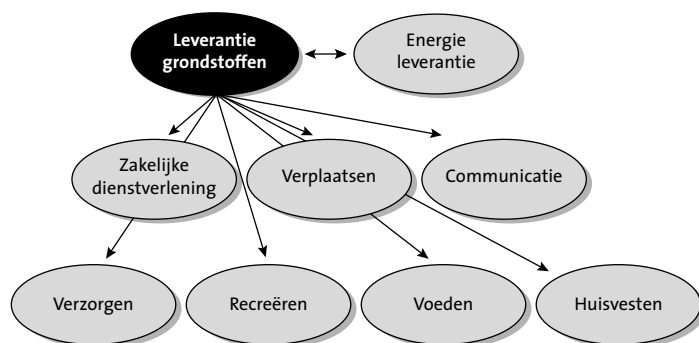 Leverantie
grondstoffen
Energie
leverantie
Zakelijke
dienstverlening
Verplaatsen
Communicatie
Verzorgen
Recreëren
Voeden
Huisvesten